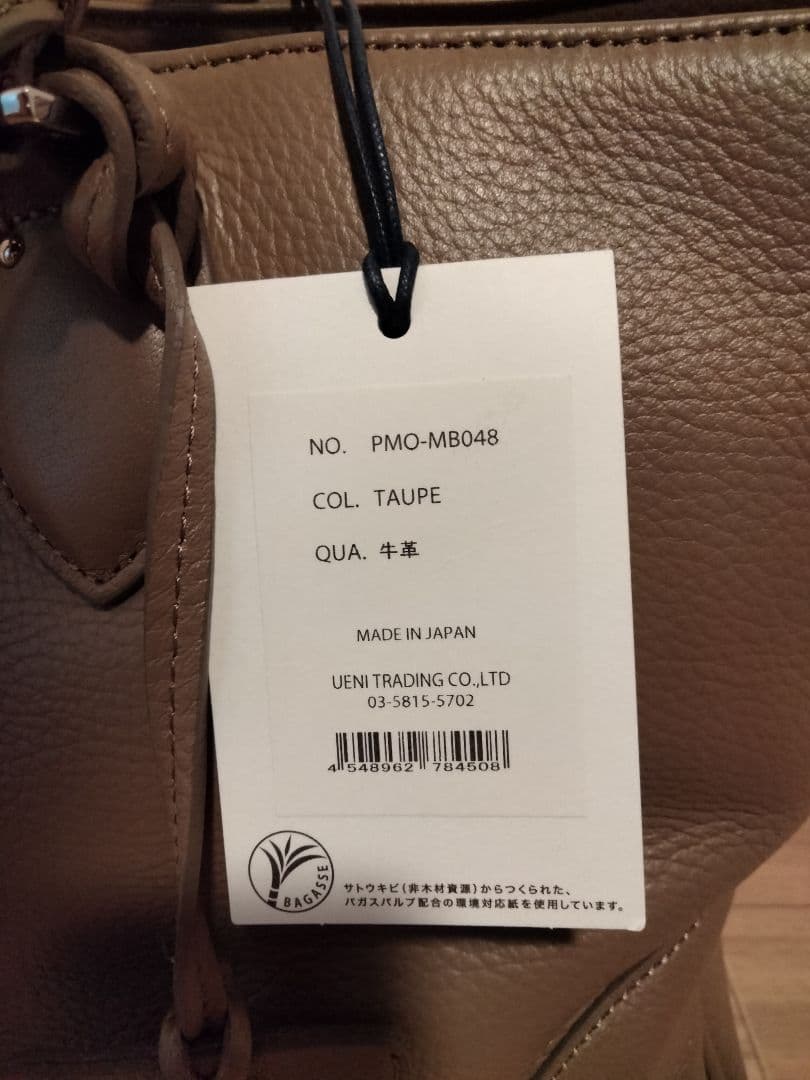 NO. PMO-MB048
COL. TAUPE
QUA. 牛革
MADE IN JAPAN
UENI TRADING CO.,LTD
03-5815-5702
4 548962 784508
BAGASSE
サトウキビ(非木材資源)からつくられた、
バガスパルプ配合の環境対応紙を使用しています。